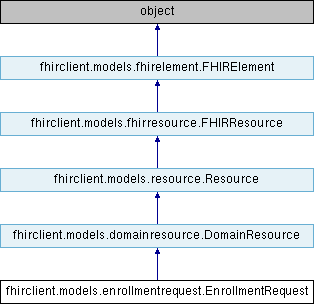 object
fhirclient.models.fhirelement.FHIRElement
fhirclient.models.fhirresource.FHIRResource
fhirclient.models.resource.Resource
fhirclient.models.domainresource.DomainResource
fhirclient.models.enrollmentrequest.EnrollmentRequest